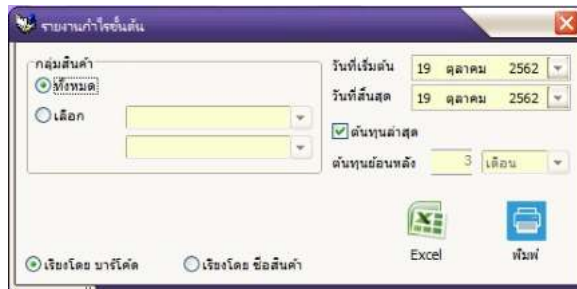 รายงานกำไรขั้นต้น
กลุ่มสินค้า
ทั้งหมด
เลือก
วันที่เริ่มต้น 19 ตุลาคม 2562
วันที่สิ้นสุด 19 ตุลาคม 2562
ต้นทุนล่าสุด
ต้นทุนย้อนหลัง 3 เดือน
Excel พิมพ์
เรียงโดย บาร์โค้ด เรียงโดย ชื่อสินค้า